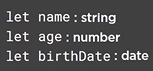 let name: string
let age: number
let birthDate: date